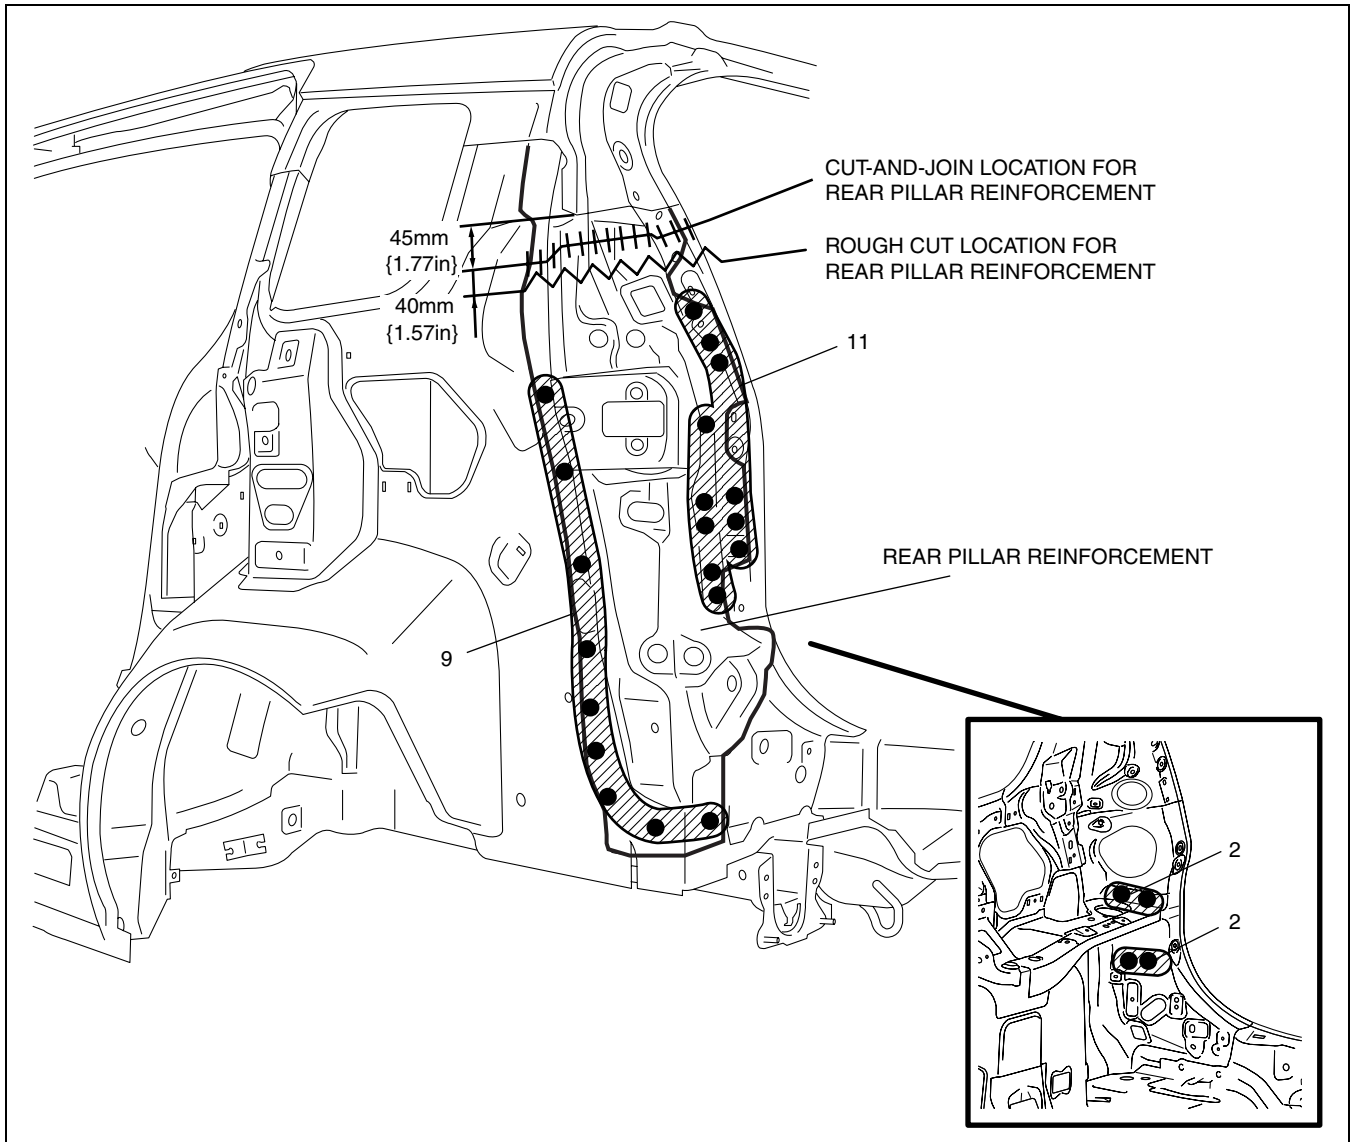 CUT-AND-JOIN LOCATION FOR
REAR PILLAR REINFORCEMENT
45mm
{1.77in}
ROUGH CUT LOCATION FOR
REAR PILLAR REINFORCEMENT
40mm
{1.57in}
11
REAR PILLAR REINFORCEMENT
9
2
2